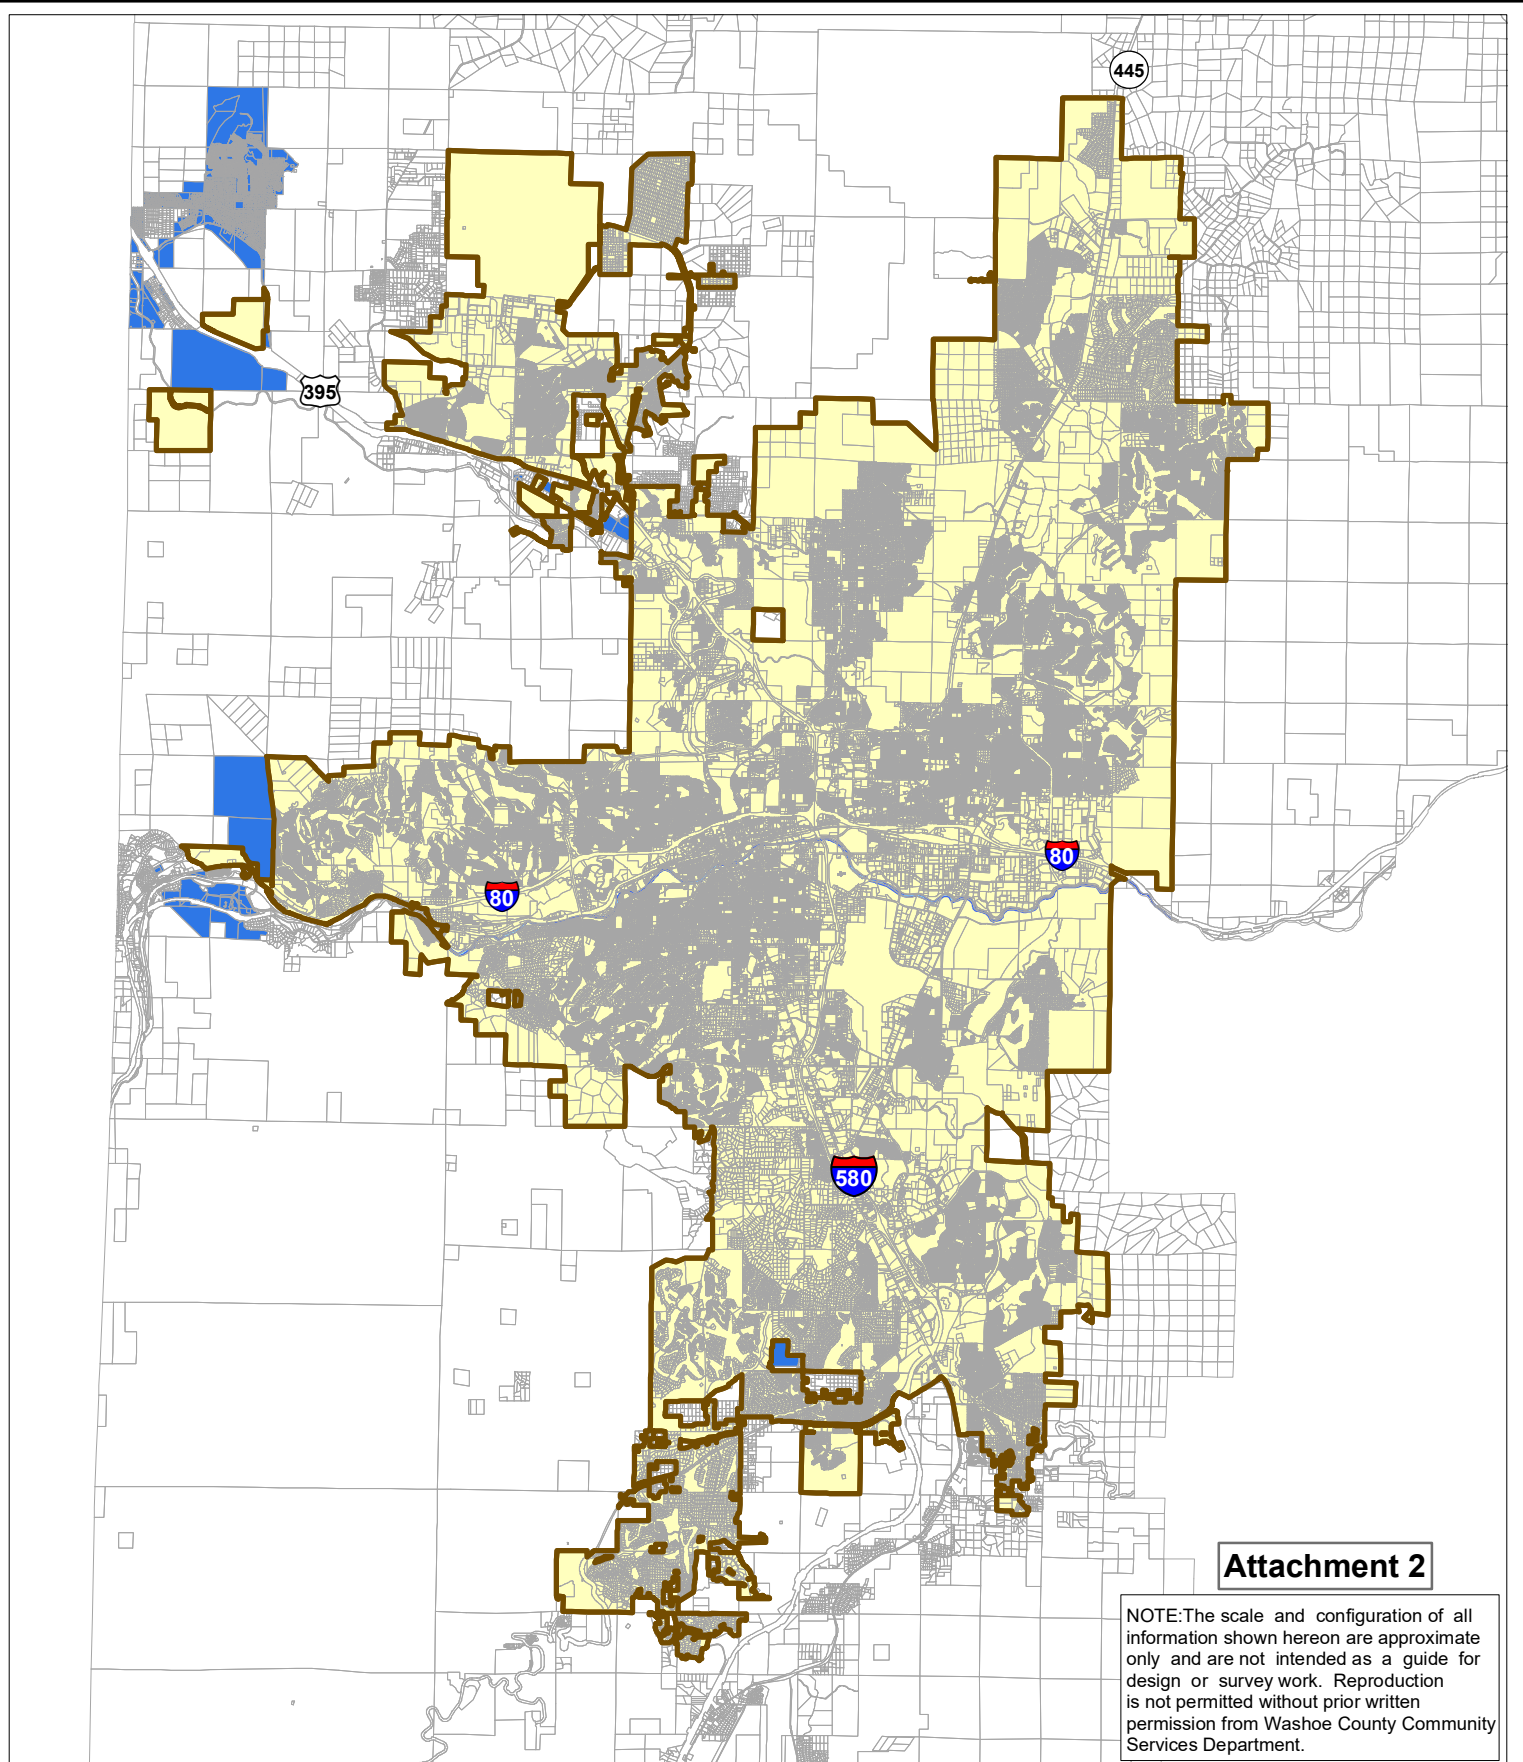 445
395
80
80
580
Attachment 2
NOTE:The scale and configuration of all
information shown hereon are approximate
only and are not intended as a guide for
design or survey work. Reproduction
is not permitted without prior written
permission from Washoe County Community
Services Department.